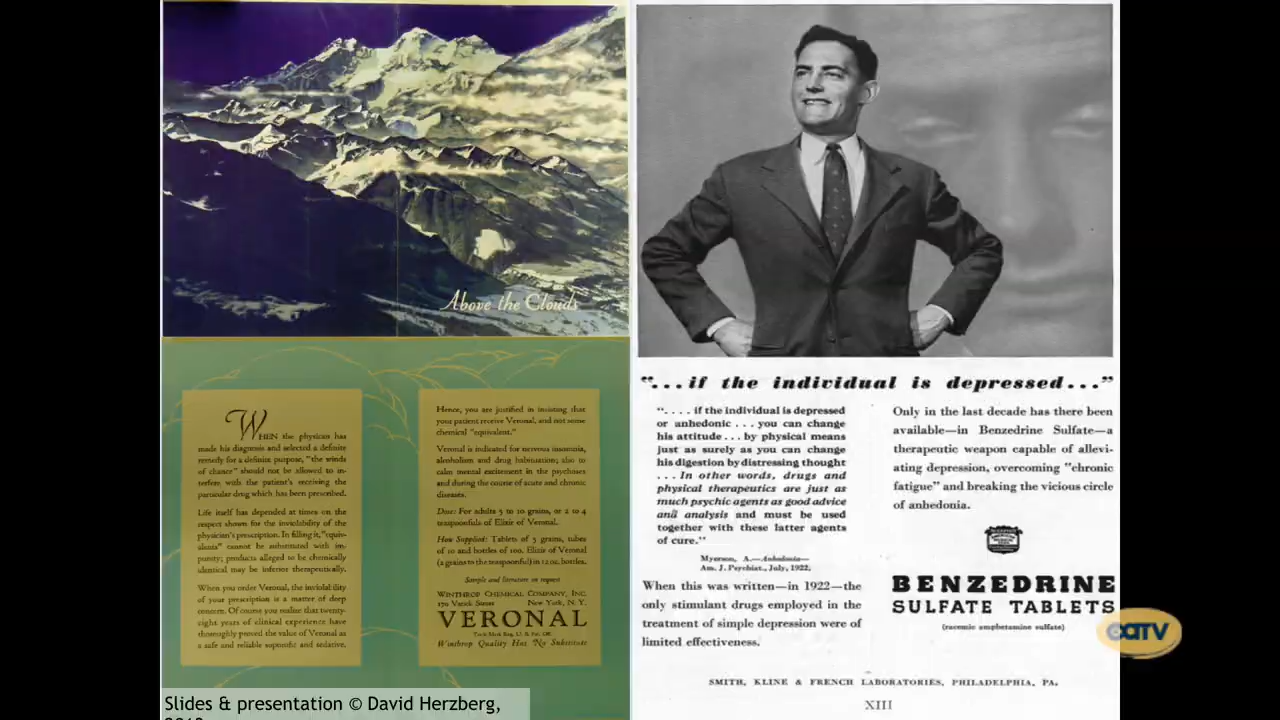 Above the Clouds
WHEN the physician has
made his diagnosis and selected a definite
remedy for a definite purpose, "the winds
of chance" should not be allowed to in-
terfere with the patient's receiving the
particular drug which has been prescribed.
Life itself has depended at times on the
respect shown for the inviolability of the
physician's prescription. In filling it, "equiv-
alents" cannot be substituted with im-
punity; products alleged to be chemically
identical may be inferior therapeutically.
When you order Veronal, the inviolability
of your prescription is a matter of deep
concern. Of course you realize that twenty-
eight years of clinical experience have
thoroughly proved the value of Veronal as
a safe and reliable soporific and sedative.
Hence, you are justified in insisting that
your patient receive Veronal, and not some
chemical "equivalent."
Veronal is indicated for nervous insomnia,
alcoholism and drug habituation; also to
calm mental excitement in the psychoses
and during the course of acute and chronic
diseases.
Dose: For adults 5 to 10 grains, or 2 to 4
teaspoonfuls of Elixir of Veronal.
How Supplied: Tablets of 5 grains, tubes
of 10 and bottles of 100. Elixir of Veronal
(2 grains to the teaspoonful) in 12 oz. bottles.
Sample and literature on request
WINTHROP CHEMICAL COMPANY, INC.
170 Varick Street New York, N. Y.
VERONAL
Trade Mark Reg. U. S. Pat. Off.
Winthrop Quality Has No Substitute
"...if the individual is depressed..."
". . . . if the individual is depressed
or anhedonic . . . you can change
his attitude . . . by physical means
just as surely as you can change
his digestion by distressing thought
. . . In other words, drugs and
physical therapeutics are just as
much psychic agents as good advice
and analysis and must be used
together with these latter agents
of cure."
Myerson, A.—Anhedonia—
Am. J. Psychiat., July, 1922;
When this was written—in 1922—the
only stimulant drugs employed in the
treatment of simple depression were of
limited effectiveness.
Only in the last decade has there been
available—in Benzedrine Sulfate—a
therapeutic weapon capable of allevi-
ating depression, overcoming "chronic
fatigue" and breaking the vicious circle
of anhedonia.
BENZEDRINE
SULFATE TABLETS
(racemic amphetamine sulfate)
CATV
SMITH, KLINE & FRENCH LABORATORIES, PHILADELPHIA, PA.
XIII
Slides & presentation © David Herzberg,